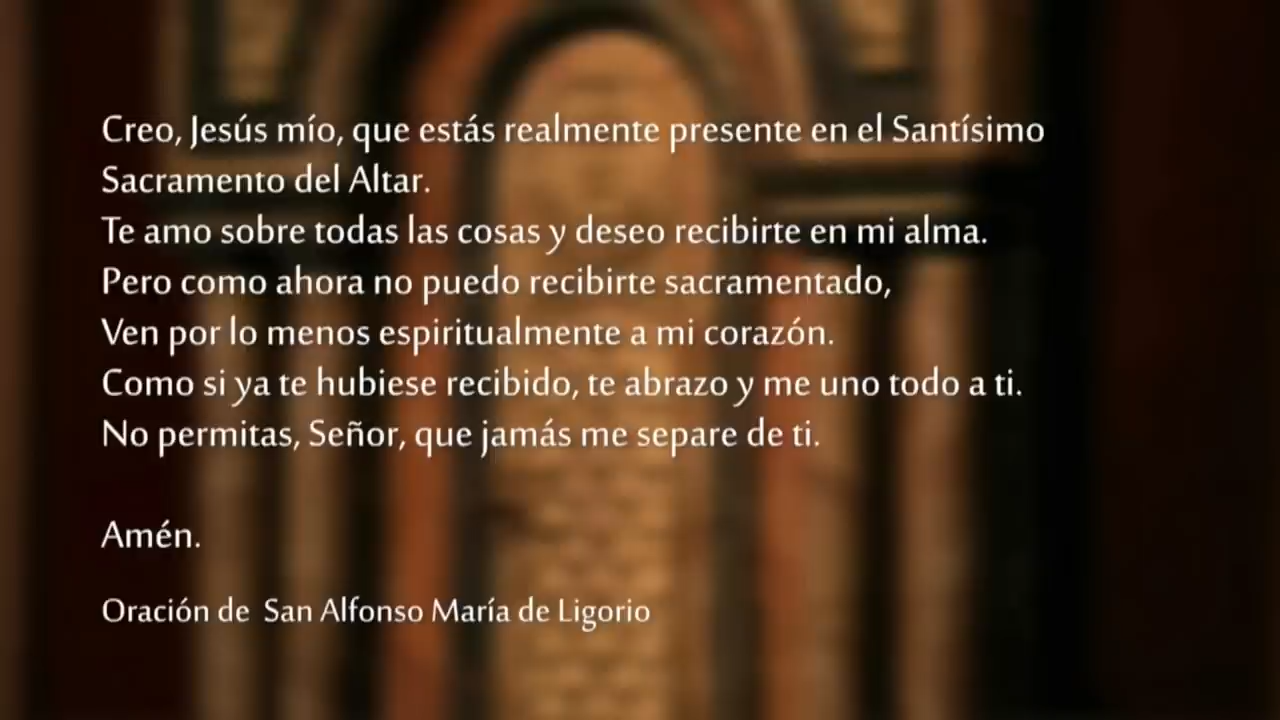 Creo, Jesús mío, que estás realmente presente en el Santísimo
Sacramento del Altar.
Te amo sobre todas las cosas y deseo recibirte en mi alma.
Pero como ahora no puedo recibirte sacramentado,
Ven por lo menos espiritualmente a mi corazón.
Como si ya te hubiese recibido, te abrazo y me uno todo a ti.
No permitas, Señor, que jamás me separe de ti.
Amén.
Oración de San Alfonso María de Ligorio